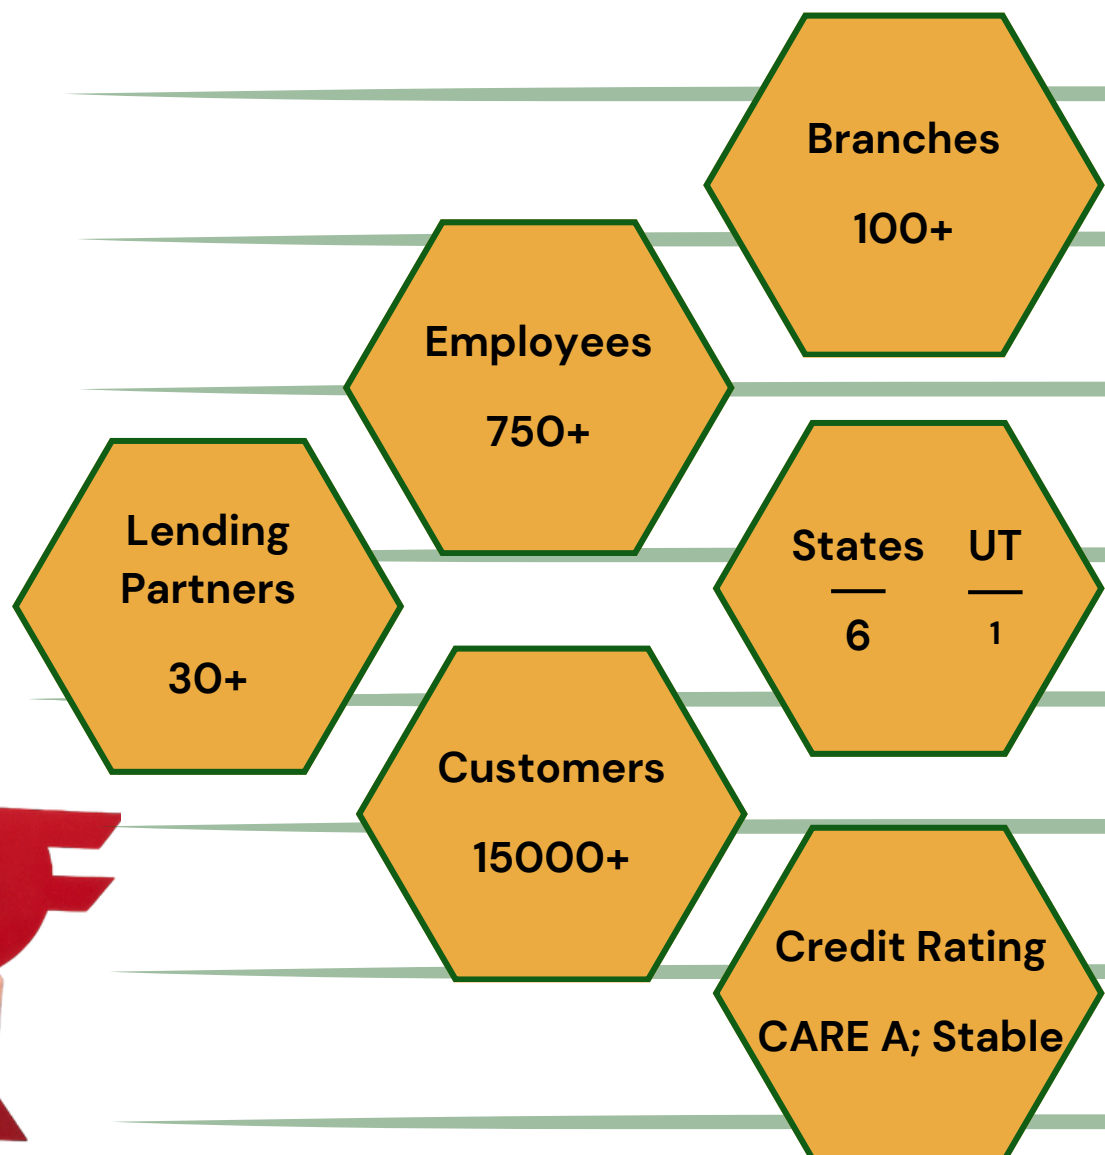 Branches
100+
Employees
750+
Lending
Partners
30+
States UT
6 1
Customers
15000+
Credit Rating
CARE A; Stable